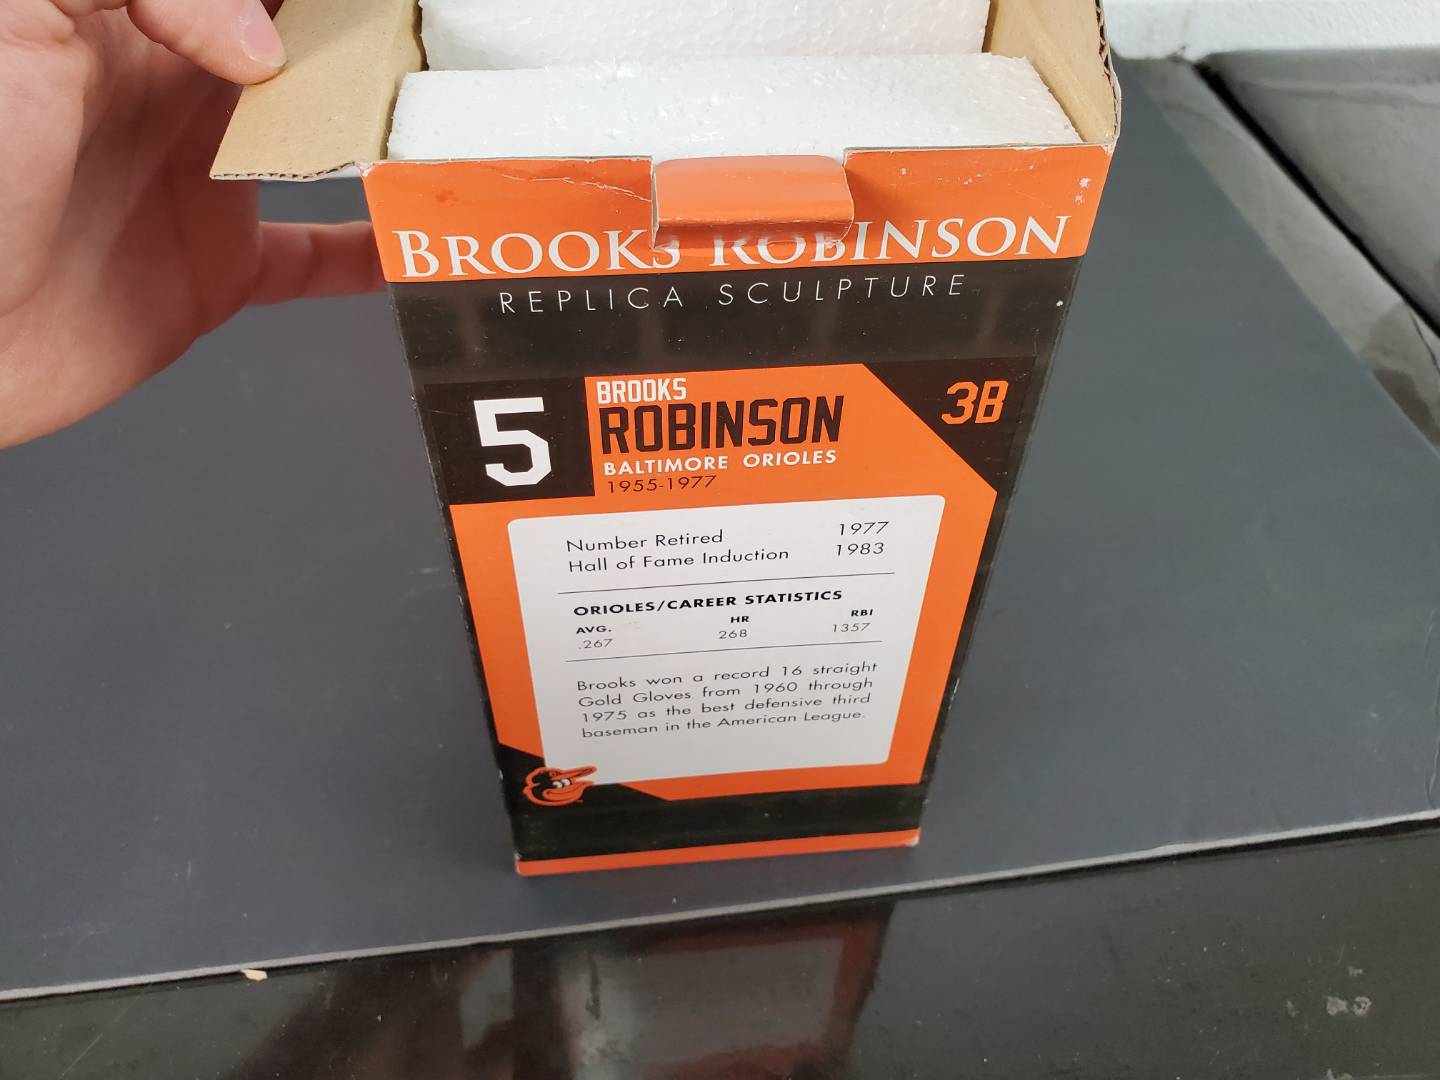 BROOKS ROBINSON
REPLICA SCULPTURE
5
BROOKS
ROBINSON
BALTIMORE ORIOLES
1955-1977
3B
Number Retired 1977
Hall of Fame Induction 1983
ORIOLES/CAREER STATISTICS
AVG. HR RBI
.267 268 1357
Brooks won a record 16 straight
Gold Gloves from 1960 through
1975 as the best defensive third
baseman in the American League.